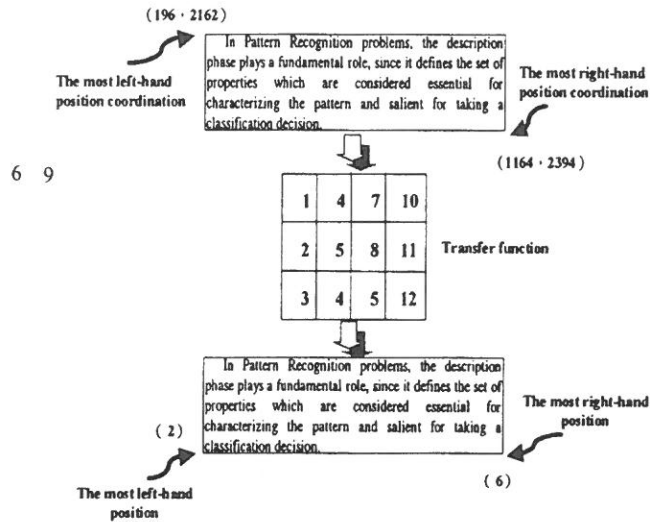 (196 · 2162)
In Pattern Recognition problems, the description
phase plays a fundamental role, since it defines the set of
properties which are considered essential for
characterizing the pattern and salient for taking a
classification decision.
The most left-hand
position coordination
The most right-hand
position coordination
(1164 · 2394)
6 9
1 4 7 10
2 5 8 11
3 4 5 12
Transfer function
In Pattern Recognition problems, the description
phase plays a fundamental role, since it defines the set of
properties which are considered essential for
characterizing the pattern and salient for taking a
classification decision.
(2)
The most left-hand
position
The most right-hand
position
(6)